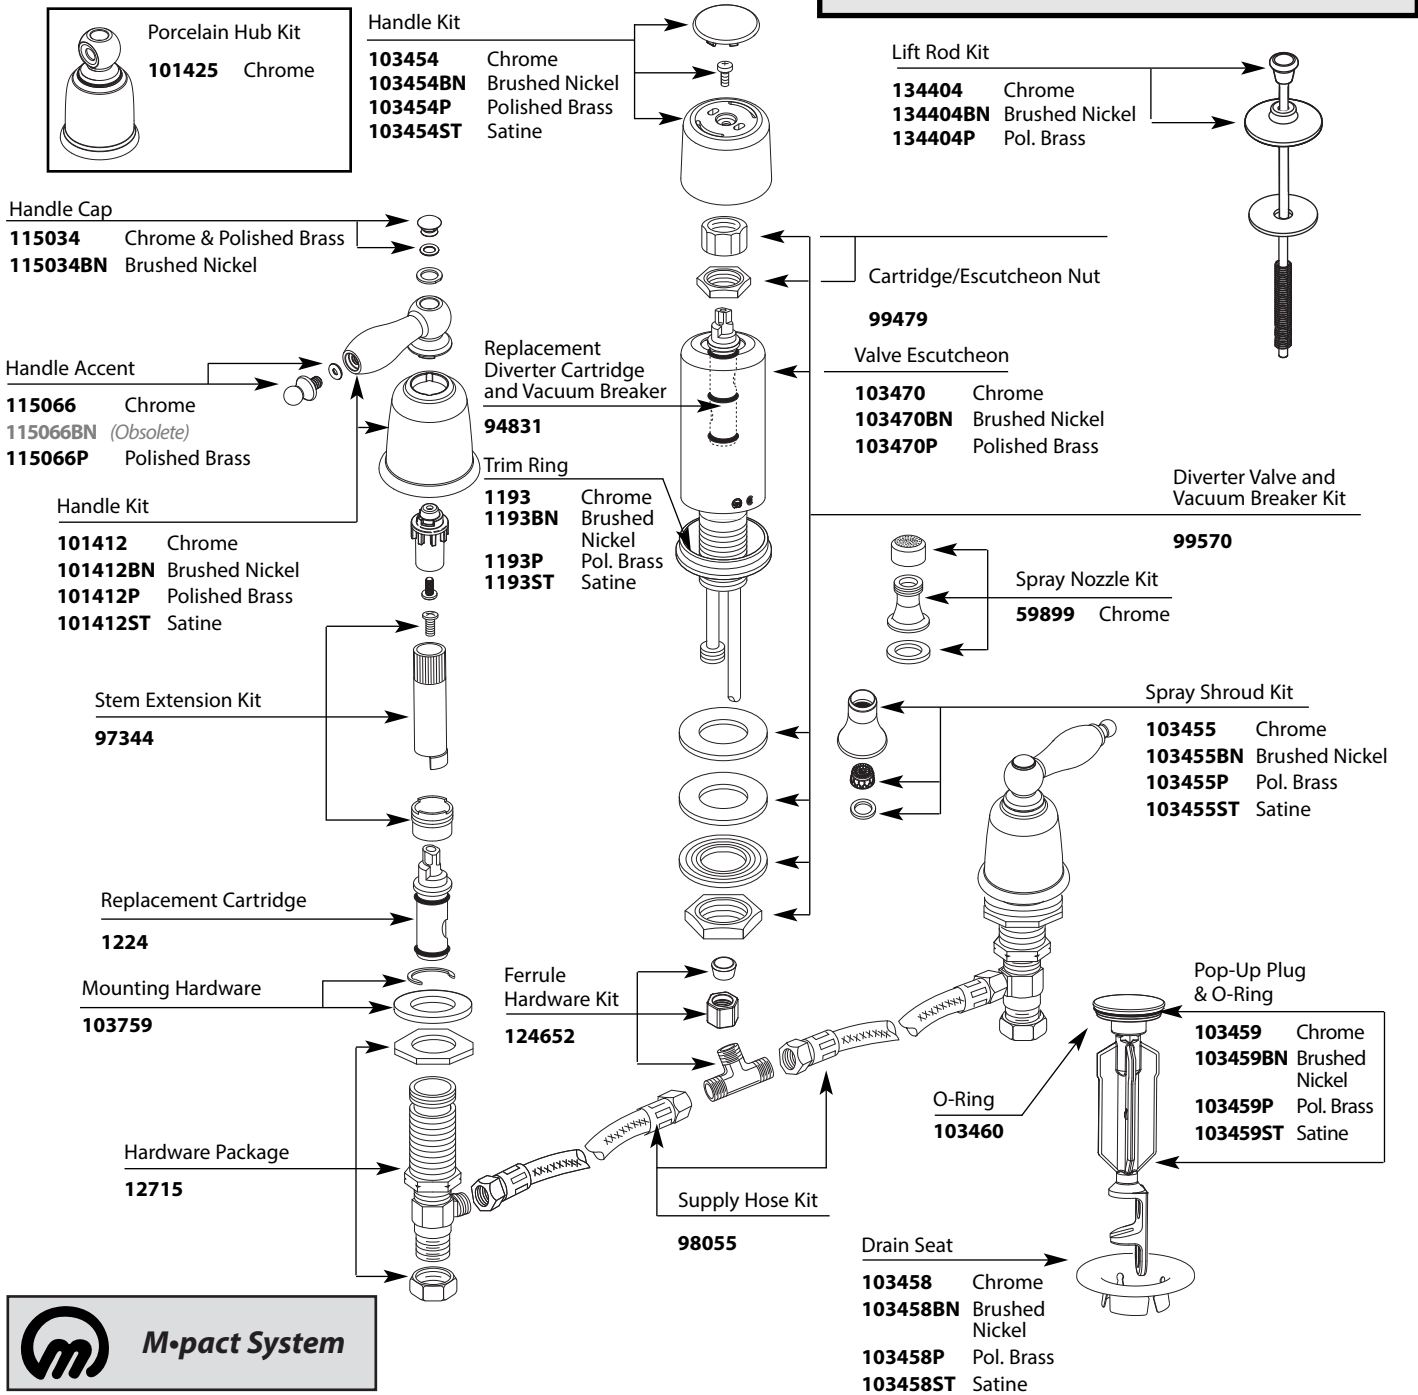 Porcelain Hub Kit
101425 Chrome
Handle Kit
103454 Chrome
103454BN Brushed Nickel
103454P Polished Brass
103454ST Satine
Lift Rod Kit
134404 Chrome
134404BN Brushed Nickel
134404P Pol. Brass
Handle Cap
115034 Chrome & Polished Brass
115034BN Brushed Nickel
Cartridge/Escutcheon Nut
99479
Handle Accent
115066 Chrome
115066BN (Obsolete)
115066P Polished Brass
Replacement
Diverter Cartridge
and Vacuum Breaker
94831
Valve Escutcheon
103470 Chrome
103470BN Brushed Nickel
103470P Polished Brass
Trim Ring
1193 Chrome
1193BN Brushed
Nickel
1193P Pol. Brass
1193ST Satine
Diverter Valve and
Vacuum Breaker Kit
99570
Handle Kit
101412 Chrome
101412BN Brushed Nickel
101412P Polished Brass
101412ST Satine
Spray Nozzle Kit
59899 Chrome
Stem Extension Kit
97344
Spray Shroud Kit
103455 Chrome
103455BN Brushed Nickel
103455P Pol. Brass
103455ST Satine
Replacement Cartridge
1224
Mounting Hardware
103759
Ferrule
Hardware Kit
124652
Pop-Up Plug
& O-Ring
103459 Chrome
103459BN Brushed
Nickel
103459P Pol. Brass
103459ST Satine
O-Ring
103460
Hardware Package
12715
Supply Hose Kit
98055
Drain Seat
103458 Chrome
103458BN Brushed
Nickel
103458P Pol. Brass
103458ST Satine
m M•pact System